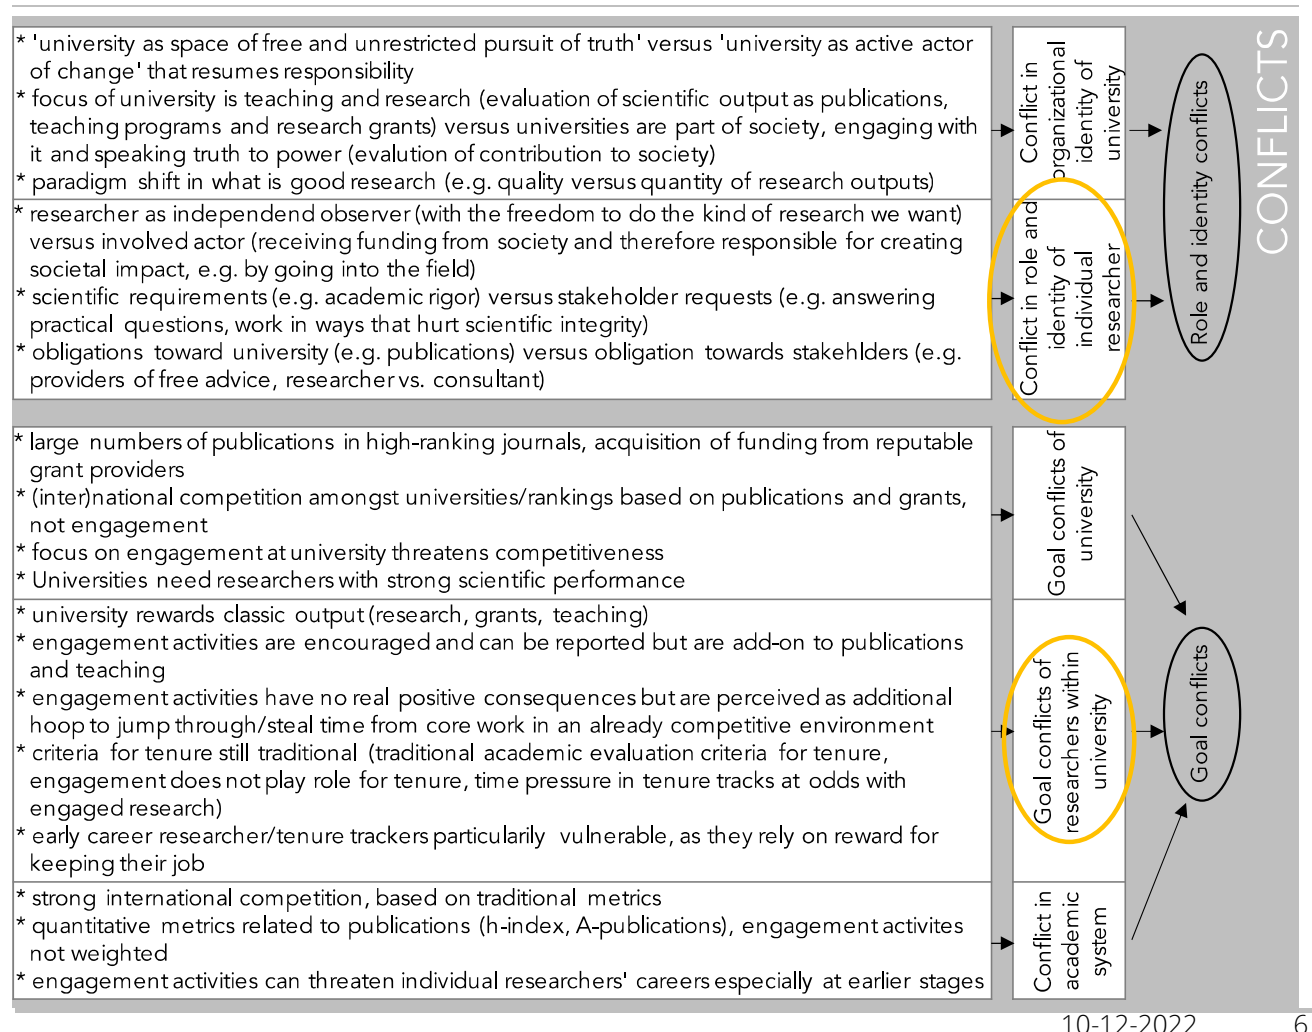 * 'university as space of free and unrestricted pursuit of truth' versus 'university as active actor
of change' that resumes responsibility
* focus of university is teaching and research (evaluation of scientific output as publications,
teaching programs and research grants) versus universities are part of society, engaging with
it and speaking truth to power (evalution of contribution to society)
* paradigm shift in what is good research (e.g. quality versus quantity of research outputs)
Conflict in
organizational
identity of
university
* researcher as independend observer (with the freedom to do the kind of research we want)
versus involved actor (receiving funding from society and therefore responsible for creating
societal impact, e.g. by going into the field)
* scientific requirements (e.g. academic rigor) versus stakeholder requests (e.g. answering
practical questions, work in ways that hurt scientific integrity)
* obligations toward university (e.g. publications) versus obligation towards stakehlders (e.g.
providers of free advice, researcher vs. consultant)
Conflict in role and
identity of
individual
researcher
Role and identity conflicts
CONFLICTS
* large numbers of publications in high-ranking journals, acquisition of funding from reputable
grant providers
* (inter)national competition amongst universities/rankings based on publications and grants,
not engagement
* focus on engagement at university threatens competitiveness
* Universities need researchers with strong scientific performance
Goal conflicts of
university
* university rewards classic output (research, grants, teaching)
* engagement activities are encouraged and can be reported but are add-on to publications
and teaching
* engagement activities have no real positive consequences but are perceived as additional
hoop to jump through/steal time from core work in an already competitive environment
* criteria for tenure still traditional (traditional academic evaluation criteria for tenure,
engagement does not play role for tenure, time pressure in tenure tracks at odds with
engaged research)
* early career researcher/tenure trackers particularily vulnerable, as they rely on reward for
keeping their job
Goal conflicts of
researchers within
university
* strong international competition, based on traditional metrics
* quantitative metrics related to publications (h-index, A-publications), engagement activites
not weighted
* engagement activities can threaten individual researchers' careers especially at earlier stages
Conflict in
academic
system
Goal conflicts
10-12-2022
6